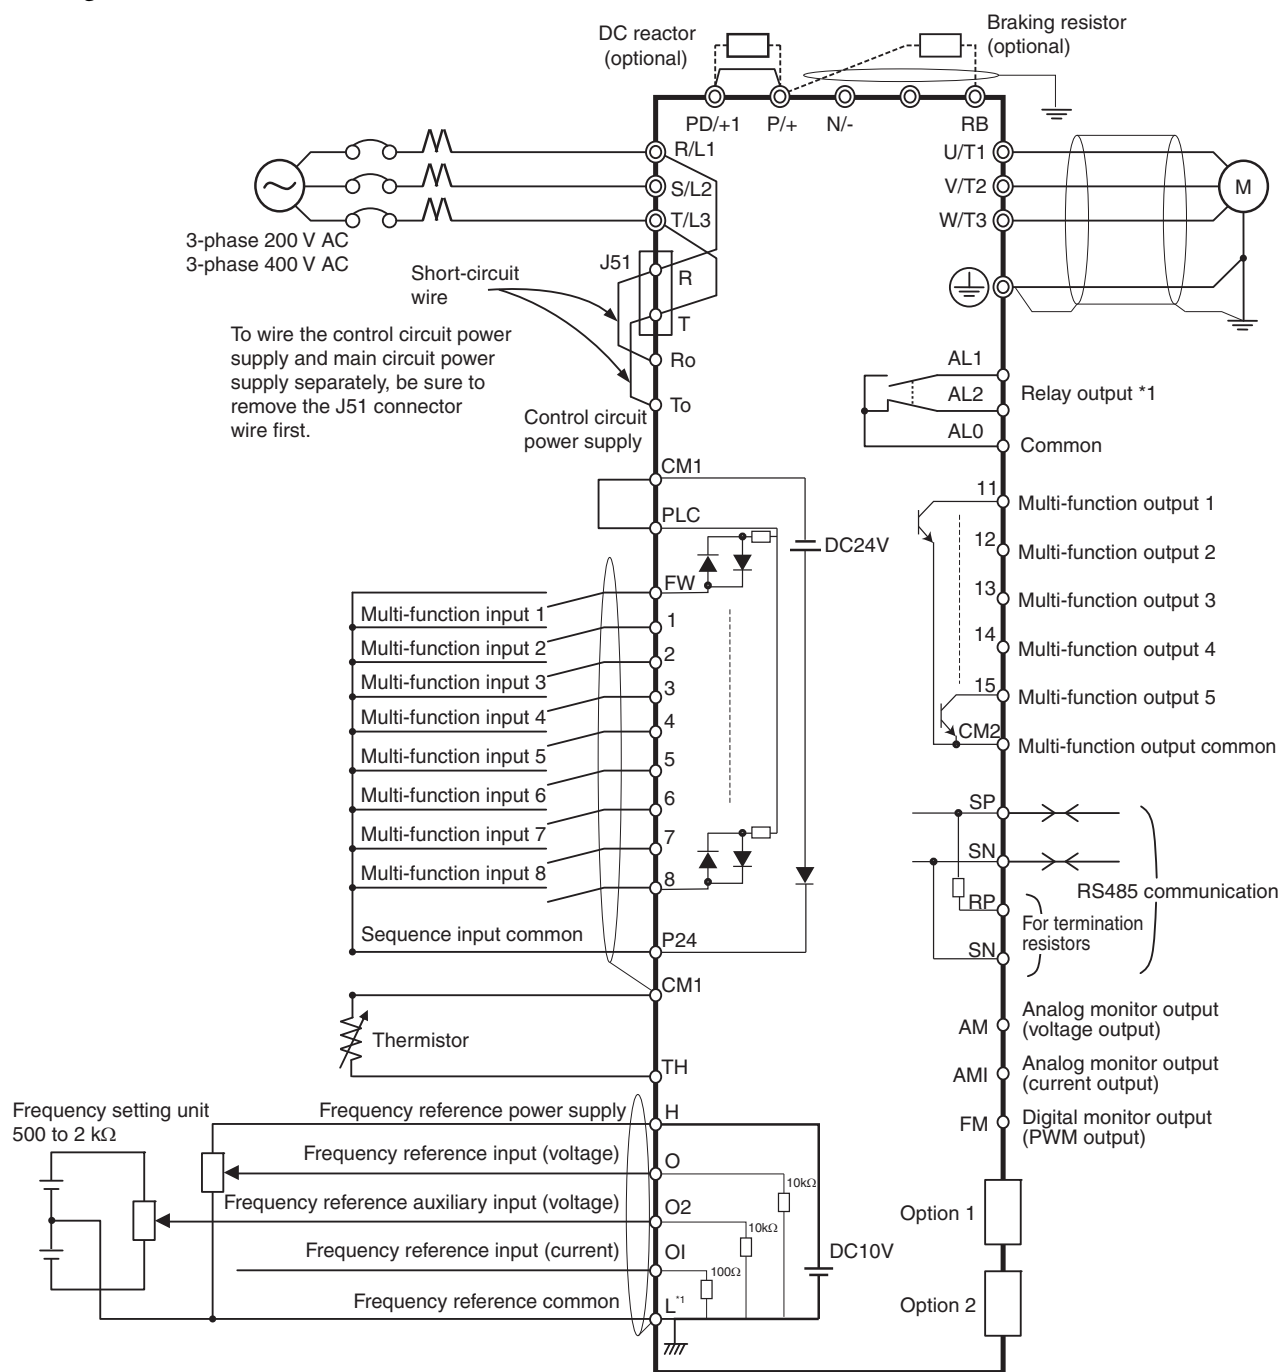 DC reactor
(optional)
Braking resistor
(optional)
PD/+1
P/+
N/-
RB
R/L1
S/L2
T/L3
U/T1
V/T2
W/T3
M
3-phase 200 V AC
3-phase 400 V AC
J51
R
T
Short-circuit
wire
To wire the control circuit power
supply and main circuit power
supply separately, be sure to
remove the J51 connector
wire first.
Ro
To
Control circuit
power supply
AL1
AL2
AL0
Relay output *1
Common
CM1
PLC
DC24V
FW
Multi-function input 1
1
Multi-function input 2
2
Multi-function input 3
3
Multi-function input 4
4
Multi-function input 5
5
Multi-function input 6
6
Multi-function input 7
7
Multi-function input 8
8
Sequence input common
P24
CM1
Thermistor
TH
11
Multi-function output 1
12
Multi-function output 2
13
Multi-function output 3
14
Multi-function output 4
15
Multi-function output 5
CM2
Multi-function output common
SP
SN
RP
SN
RS485 communication
For termination
resistors
AM
Analog monitor output
(voltage output)
AMI
Analog monitor output
(current output)
FM
Digital monitor output
(PWM output)
Frequency setting unit
500 to 2 kΩ
Frequency reference power supply
H
Frequency reference input (voltage)
O
10kΩ
Frequency reference auxiliary input (voltage)
O2
10kΩ
Frequency reference input (current)
OI
100Ω
DC10V
Frequency reference common
L*1
Option 1
Option 2